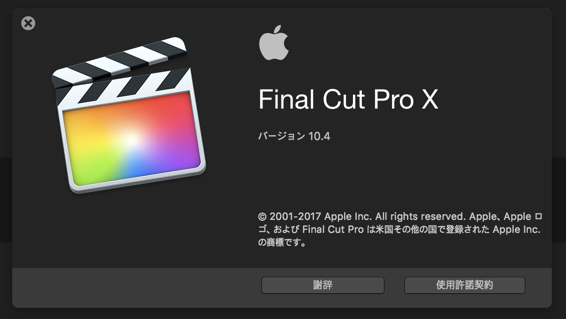 Final Cut Pro X
バージョン 10.4
© 2001-2017 Apple Inc. All rights reserved. Apple、Apple ロ
ゴ、および Final Cut Pro は米国その他の国で登録された Apple Inc.
の商標です。
謝辞
使用許諾契約